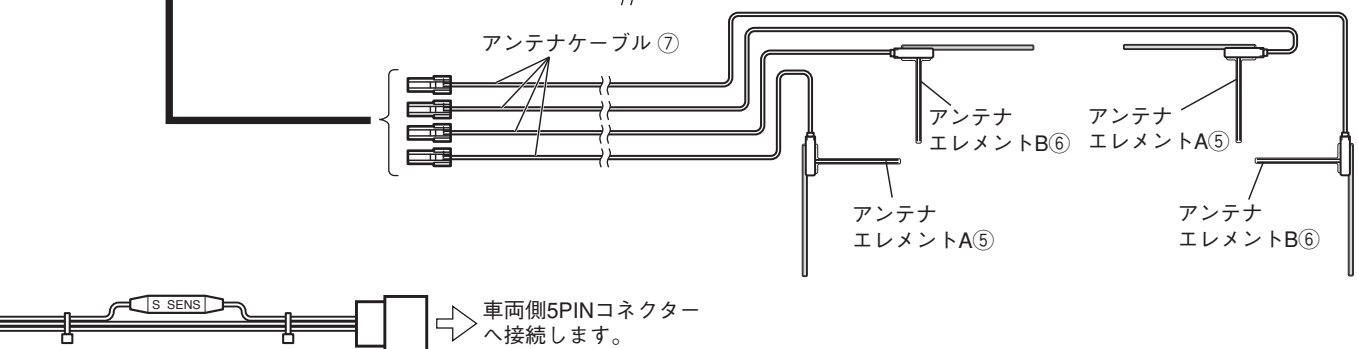 アンテナケーブル ⑦
アンテナ
エレメントB⑥
アンテナ
エレメントA⑤
アンテナ
エレメントA⑤
アンテナ
エレメントB⑥
S SENS
車両側5PINコネクター
へ接続します。